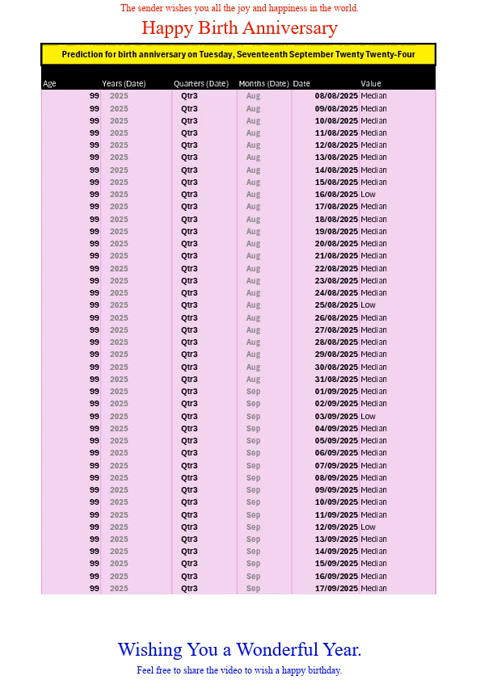 The sender wishes you all the joy and happiness in the world.
Happy Birth Anniversary
Prediction for birth anniversary on Tuesday, Seventeenth September Twenty Twenty-Four
Age Years (Date) Quarters (Date) Months (Date) Date Value
99 2025 Qtr3 Aug 08/08/2025 Median
99 2025 Qtr3 Aug 09/08/2025 Median
99 2025 Qtr3 Aug 10/08/2025 Median
99 2025 Qtr3 Aug 11/08/2025 Median
99 2025 Qtr3 Aug 12/08/2025 Median
99 2025 Qtr3 Aug 13/08/2025 Median
99 2025 Qtr3 Aug 14/08/2025 Median
99 2025 Qtr3 Aug 15/08/2025 Median
99 2025 Qtr3 Aug 16/08/2025 Low
99 2025 Qtr3 Aug 17/08/2025 Median
99 2025 Qtr3 Aug 18/08/2025 Median
99 2025 Qtr3 Aug 19/08/2025 Median
99 2025 Qtr3 Aug 20/08/2025 Median
99 2025 Qtr3 Aug 21/08/2025 Median
99 2025 Qtr3 Aug 22/08/2025 Median
99 2025 Qtr3 Aug 23/08/2025 Median
99 2025 Qtr3 Aug 24/08/2025 Median
99 2025 Qtr3 Aug 25/08/2025 Low
99 2025 Qtr3 Aug 26/08/2025 Median
99 2025 Qtr3 Aug 27/08/2025 Median
99 2025 Qtr3 Aug 28/08/2025 Median
99 2025 Qtr3 Aug 29/08/2025 Median
99 2025 Qtr3 Aug 30/08/2025 Median
99 2025 Qtr3 Aug 31/08/2025 Median
99 2025 Qtr3 Sep 01/09/2025 Median
99 2025 Qtr3 Sep 02/09/2025 Median
99 2025 Qtr3 Sep 03/09/2025 Low
99 2025 Qtr3 Sep 04/09/2025 Median
99 2025 Qtr3 Sep 05/09/2025 Median
99 2025 Qtr3 Sep 06/09/2025 Median
99 2025 Qtr3 Sep 07/09/2025 Median
99 2025 Qtr3 Sep 08/09/2025 Median
99 2025 Qtr3 Sep 09/09/2025 Median
99 2025 Qtr3 Sep 10/09/2025 Median
99 2025 Qtr3 Sep 11/09/2025 Median
99 2025 Qtr3 Sep 12/09/2025 Low
99 2025 Qtr3 Sep 13/09/2025 Median
99 2025 Qtr3 Sep 14/09/2025 Median
99 2025 Qtr3 Sep 15/09/2025 Median
99 2025 Qtr3 Sep 16/09/2025 Median
99 2025 Qtr3 Sep 17/09/2025 Median
Wishing You a Wonderful Year.
Feel free to share the video to wish a happy birthday.